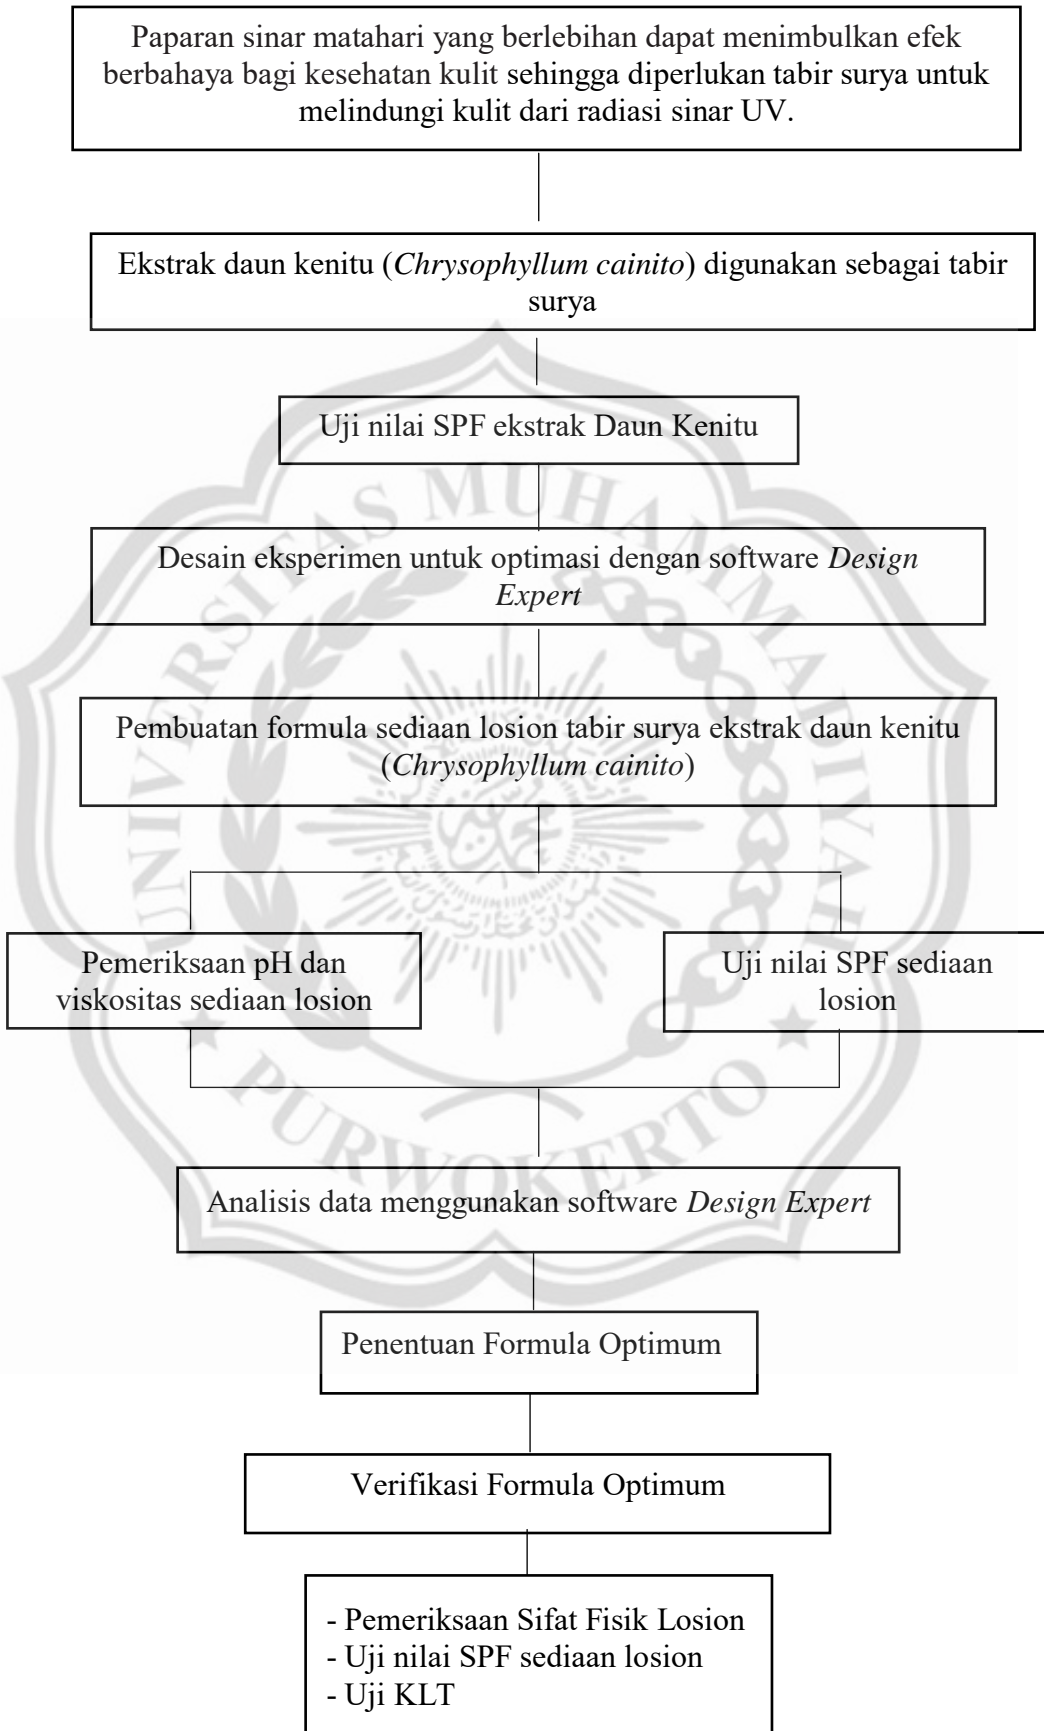 Paparan sinar matahari yang berlebihan dapat menimbulkan efek
berbahaya bagi kesehatan kulit sehingga diperlukan tabir surya untuk
melindungi kulit dari radiasi sinar UV.
Ekstrak daun kenitu (Chrysophyllum cainito) digunakan sebagai tabir
surya
Uji nilai SPF ekstrak Daun Kenitu
Desain eksperimen untuk optimasi dengan software Design
Expert
Pembuatan formula sediaan losion tabir surya ekstrak daun kenitu
(Chrysophyllum cainito)
Pemeriksaan pH dan
viskositas sediaan losion
Uji nilai SPF sediaan
losion
Analisis data menggunakan software Design Expert
Penentuan Formula Optimum
Verifikasi Formula Optimum
- Pemeriksaan Sifat Fisik Losion
- Uji nilai SPF sediaan losion
- Uji KLT
UNIVERSITAS MUHAMMADIYAH
PURWOKERTO